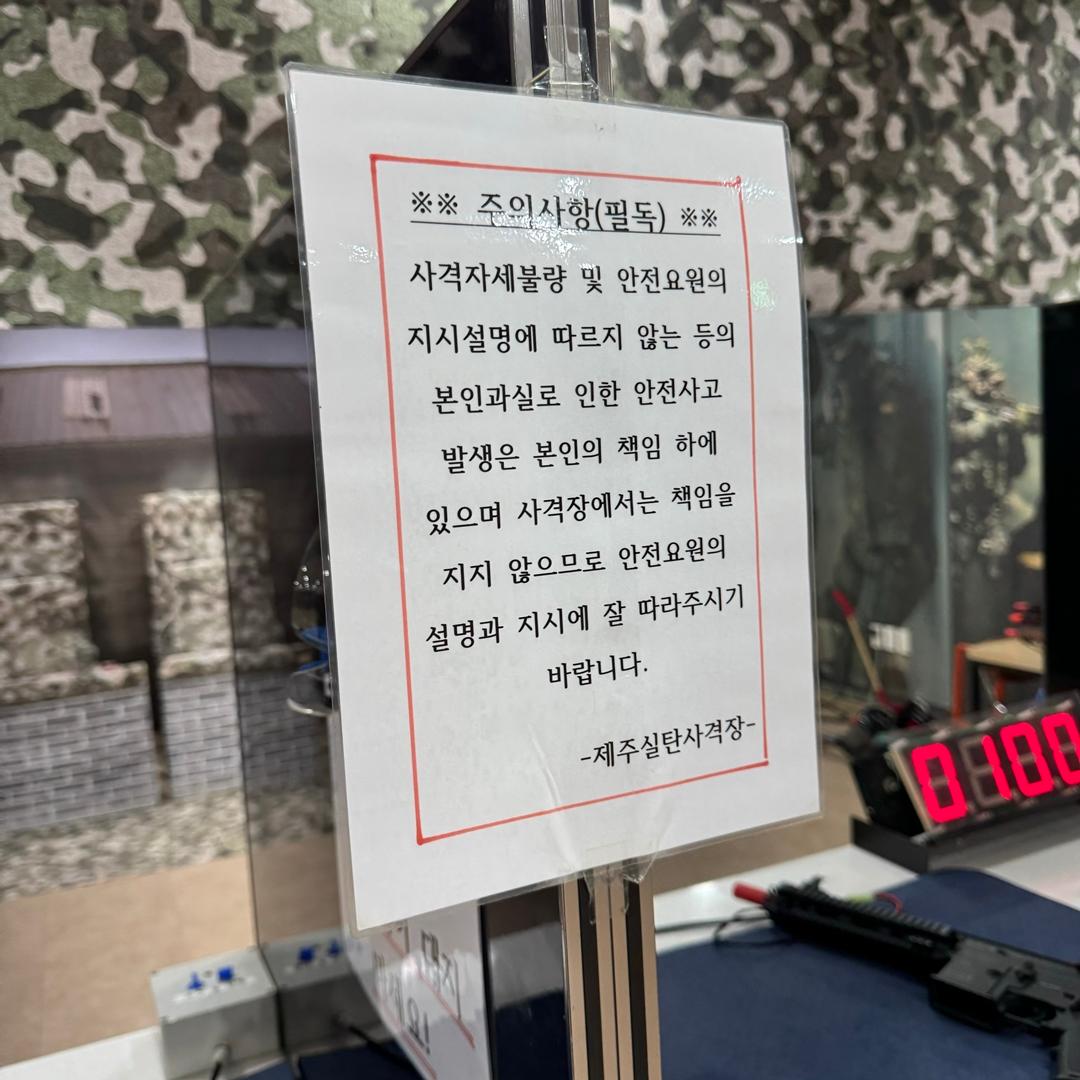 ※※ 주의사항(필독) ※※
사격자세불량 및 안전요원의
지시설명에 따르지 않는 등의
본인과실로 인한 안전사고
발생은 본인의 책임 하에
있으며 사격장에서는 책임을
지지 않으므로 안전요원의
설명과 지시에 잘 따라주시기
바랍니다.
-제주실탄사격장-
0100